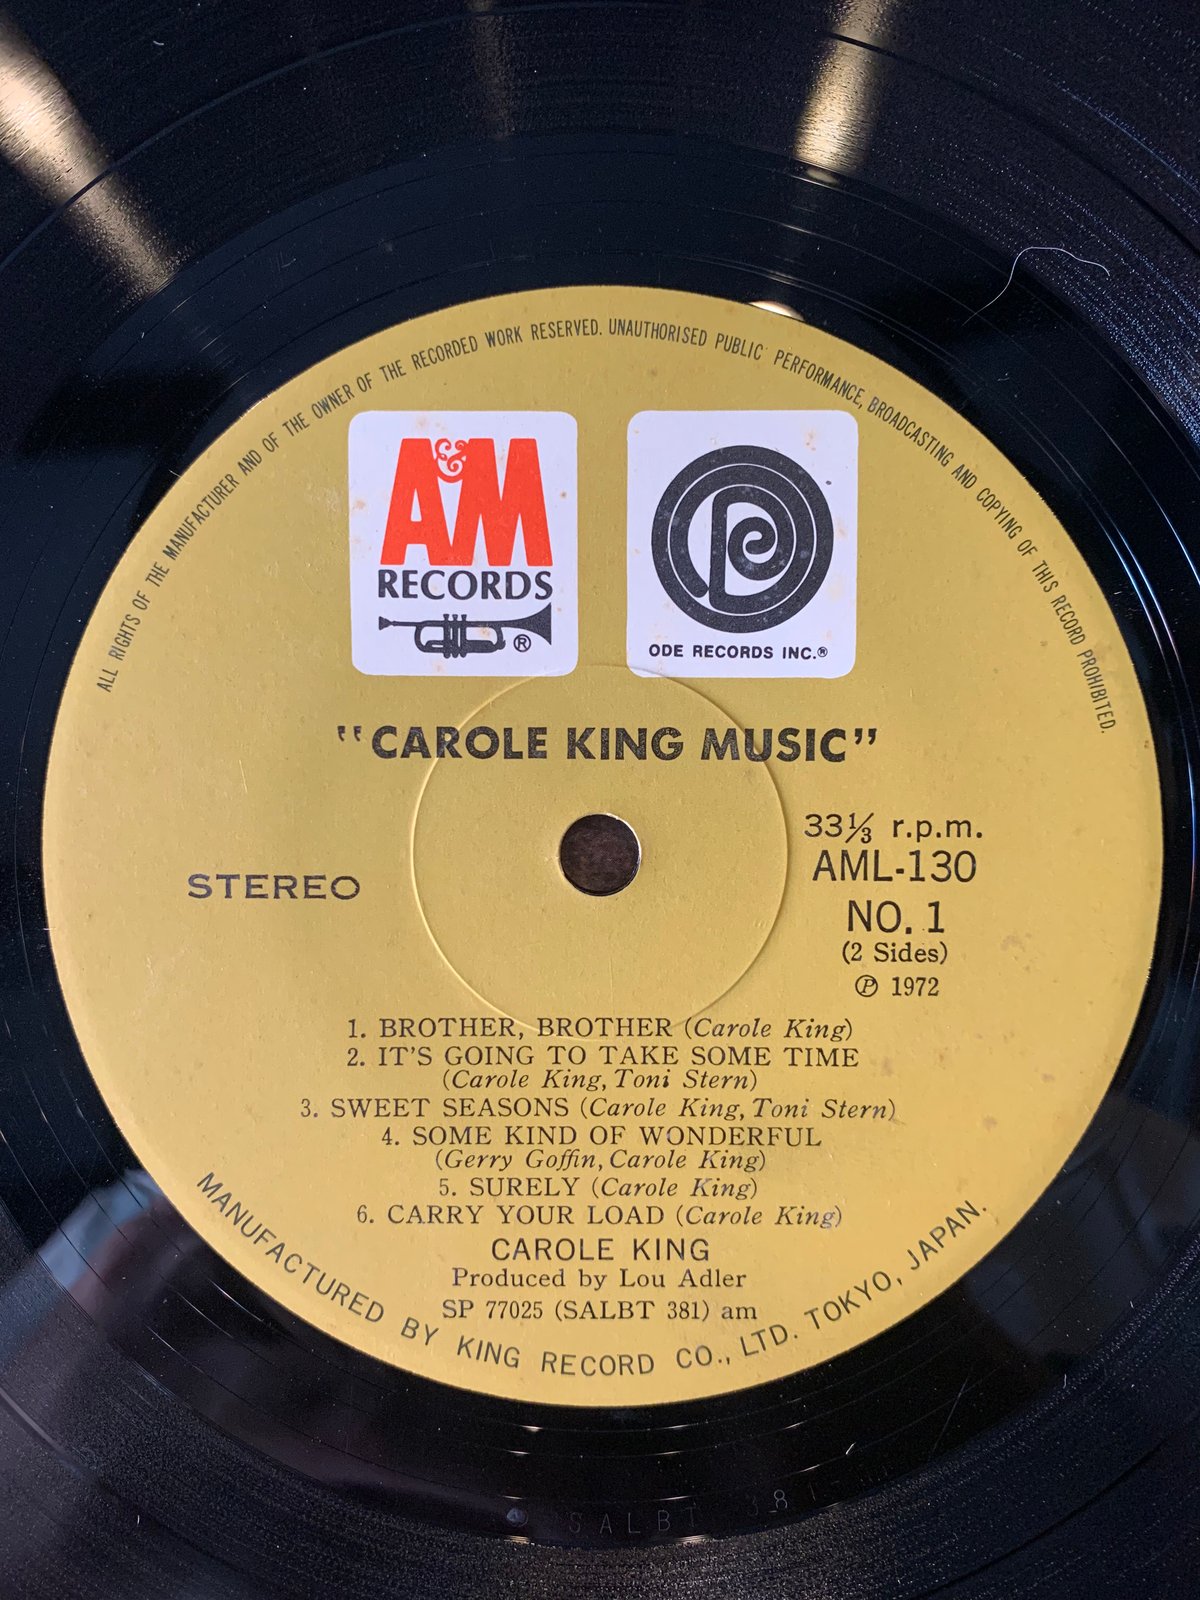 ALL RIGHTS OF THE MANUFACTURER AND OF THE OWNER OF THE RECORDED WORK RESERVED. UNAUTHORISED PUBLIC PERFORMANCE, BROADCASTING AND COPYING OF THIS RECORD PROHIBITED.
A&M
RECORDS
®
ODE RECORDS INC.®
"CAROLE KING MUSIC"
33⅓ r.p.m.
AML-130
STEREO
NO. 1
(2 Sides)
℗ 1972
1. BROTHER, BROTHER (Carole King)
2. IT'S GOING TO TAKE SOME TIME
(Carole King, Toni Stern)
3. SWEET SEASONS (Carole King, Toni Stern)
4. SOME KIND OF WONDERFUL
(Gerry Goffin, Carole King)
5. SURELY (Carole King)
6. CARRY YOUR LOAD (Carole King)
CAROLE KING
Produced by Lou Adler
SP 77025 (SALBT 381) am
MANUFACTURED BY KING RECORD CO., LTD. TOKYO, JAPAN.
SALBT 381